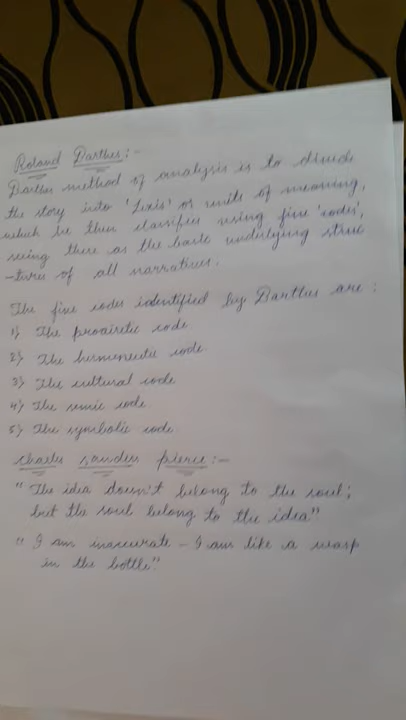 Roland Barthes:-
Barthes method of analysis is to divide
the story into 'Lexis' or units of meaning,
which he then classifies using five 'codes',
seeing these as the basic underlying struc
-tures of all narratives.
The five codes identified by Barthes are:
1) The proairetic code
2) The hermeneutic code
3) The cultural code
4) The semic code
5) The symbolic code
Charles sanders pierce:-
"The idea doesn't belong to the soul;
but the soul belong to the idea"
"I am inaccurate - I am like a wasp
in the bottle"